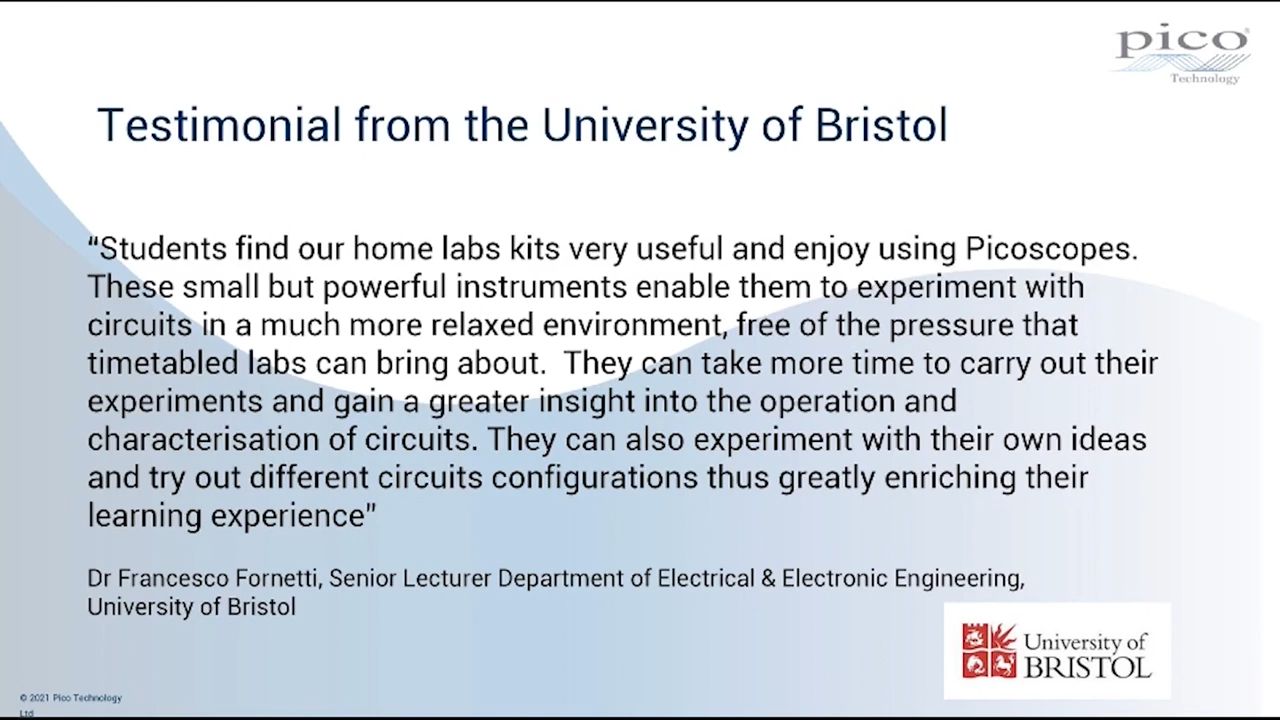 pico
Technology
Testimonial from the University of Bristol
“Students find our home labs kits very useful and enjoy using Picoscopes.
These small but powerful instruments enable them to experiment with
circuits in a much more relaxed environment, free of the pressure that
timetabled labs can bring about.  They can take more time to carry out their
experiments and gain a greater insight into the operation and
characterisation of circuits. They can also experiment with their own ideas
and try out different circuits configurations thus greatly enriching their
learning experience”
Dr Francesco Fornetti, Senior Lecturer Department of Electrical & Electronic Engineering,
University of Bristol
University of
BRISTOL
© 2021 Pico Technology
Ltd